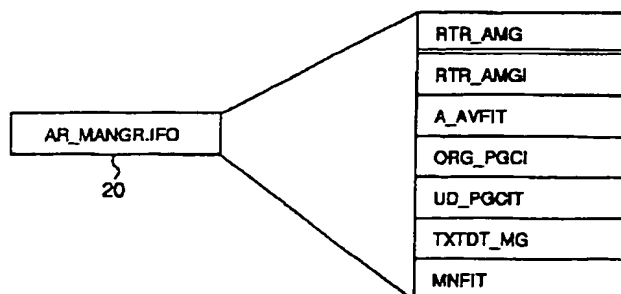 RTR_AMG
RTR_AMGI
A_AVFIT
AR_MANGR.IFO
ORG_PGCI
20
UD_PGCIT
TXTDT_MG
MNFIT